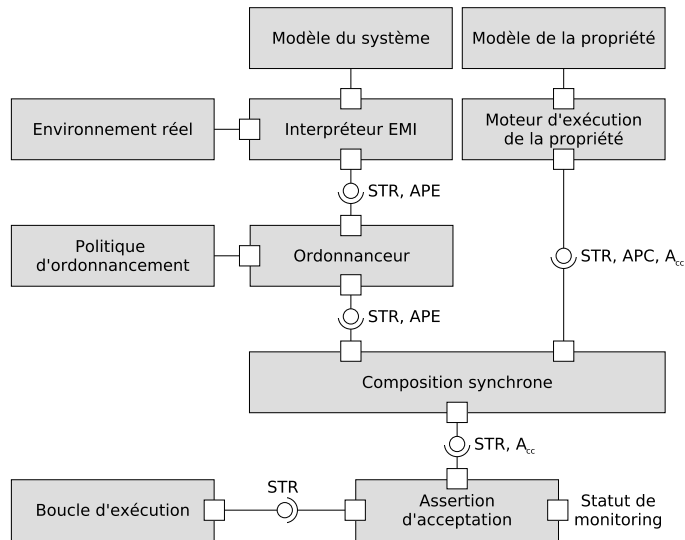 Modèle du système
Modèle de la propriété
Environnement réel
Interpréteur EMI
Moteur d'exécution
de la propriété
STR, APE
Politique
d'ordonnancement
Ordonnanceur
STR, APC, Acc
STR, APE
Composition synchrone
STR, Acc
Boucle d'exécution
STR
Assertion
d'acceptation
Statut de
monitoring